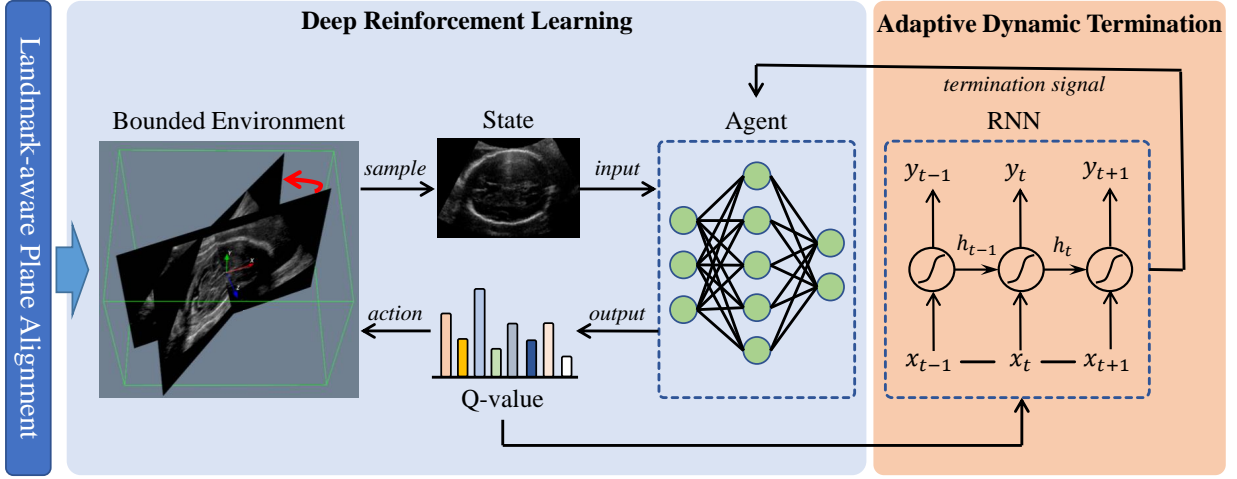 Landmark-aware Plane Alignment
Deep Reinforcement Learning
Adaptive Dynamic Termination
termination signal
Bounded Environment
State
Agent
RNN
sample
input
action
output
Q-value
y_{t-1}
y_t
y_{t+1}
h_{t-1}
h_t
x_{t-1}
x_t
x_{t+1}